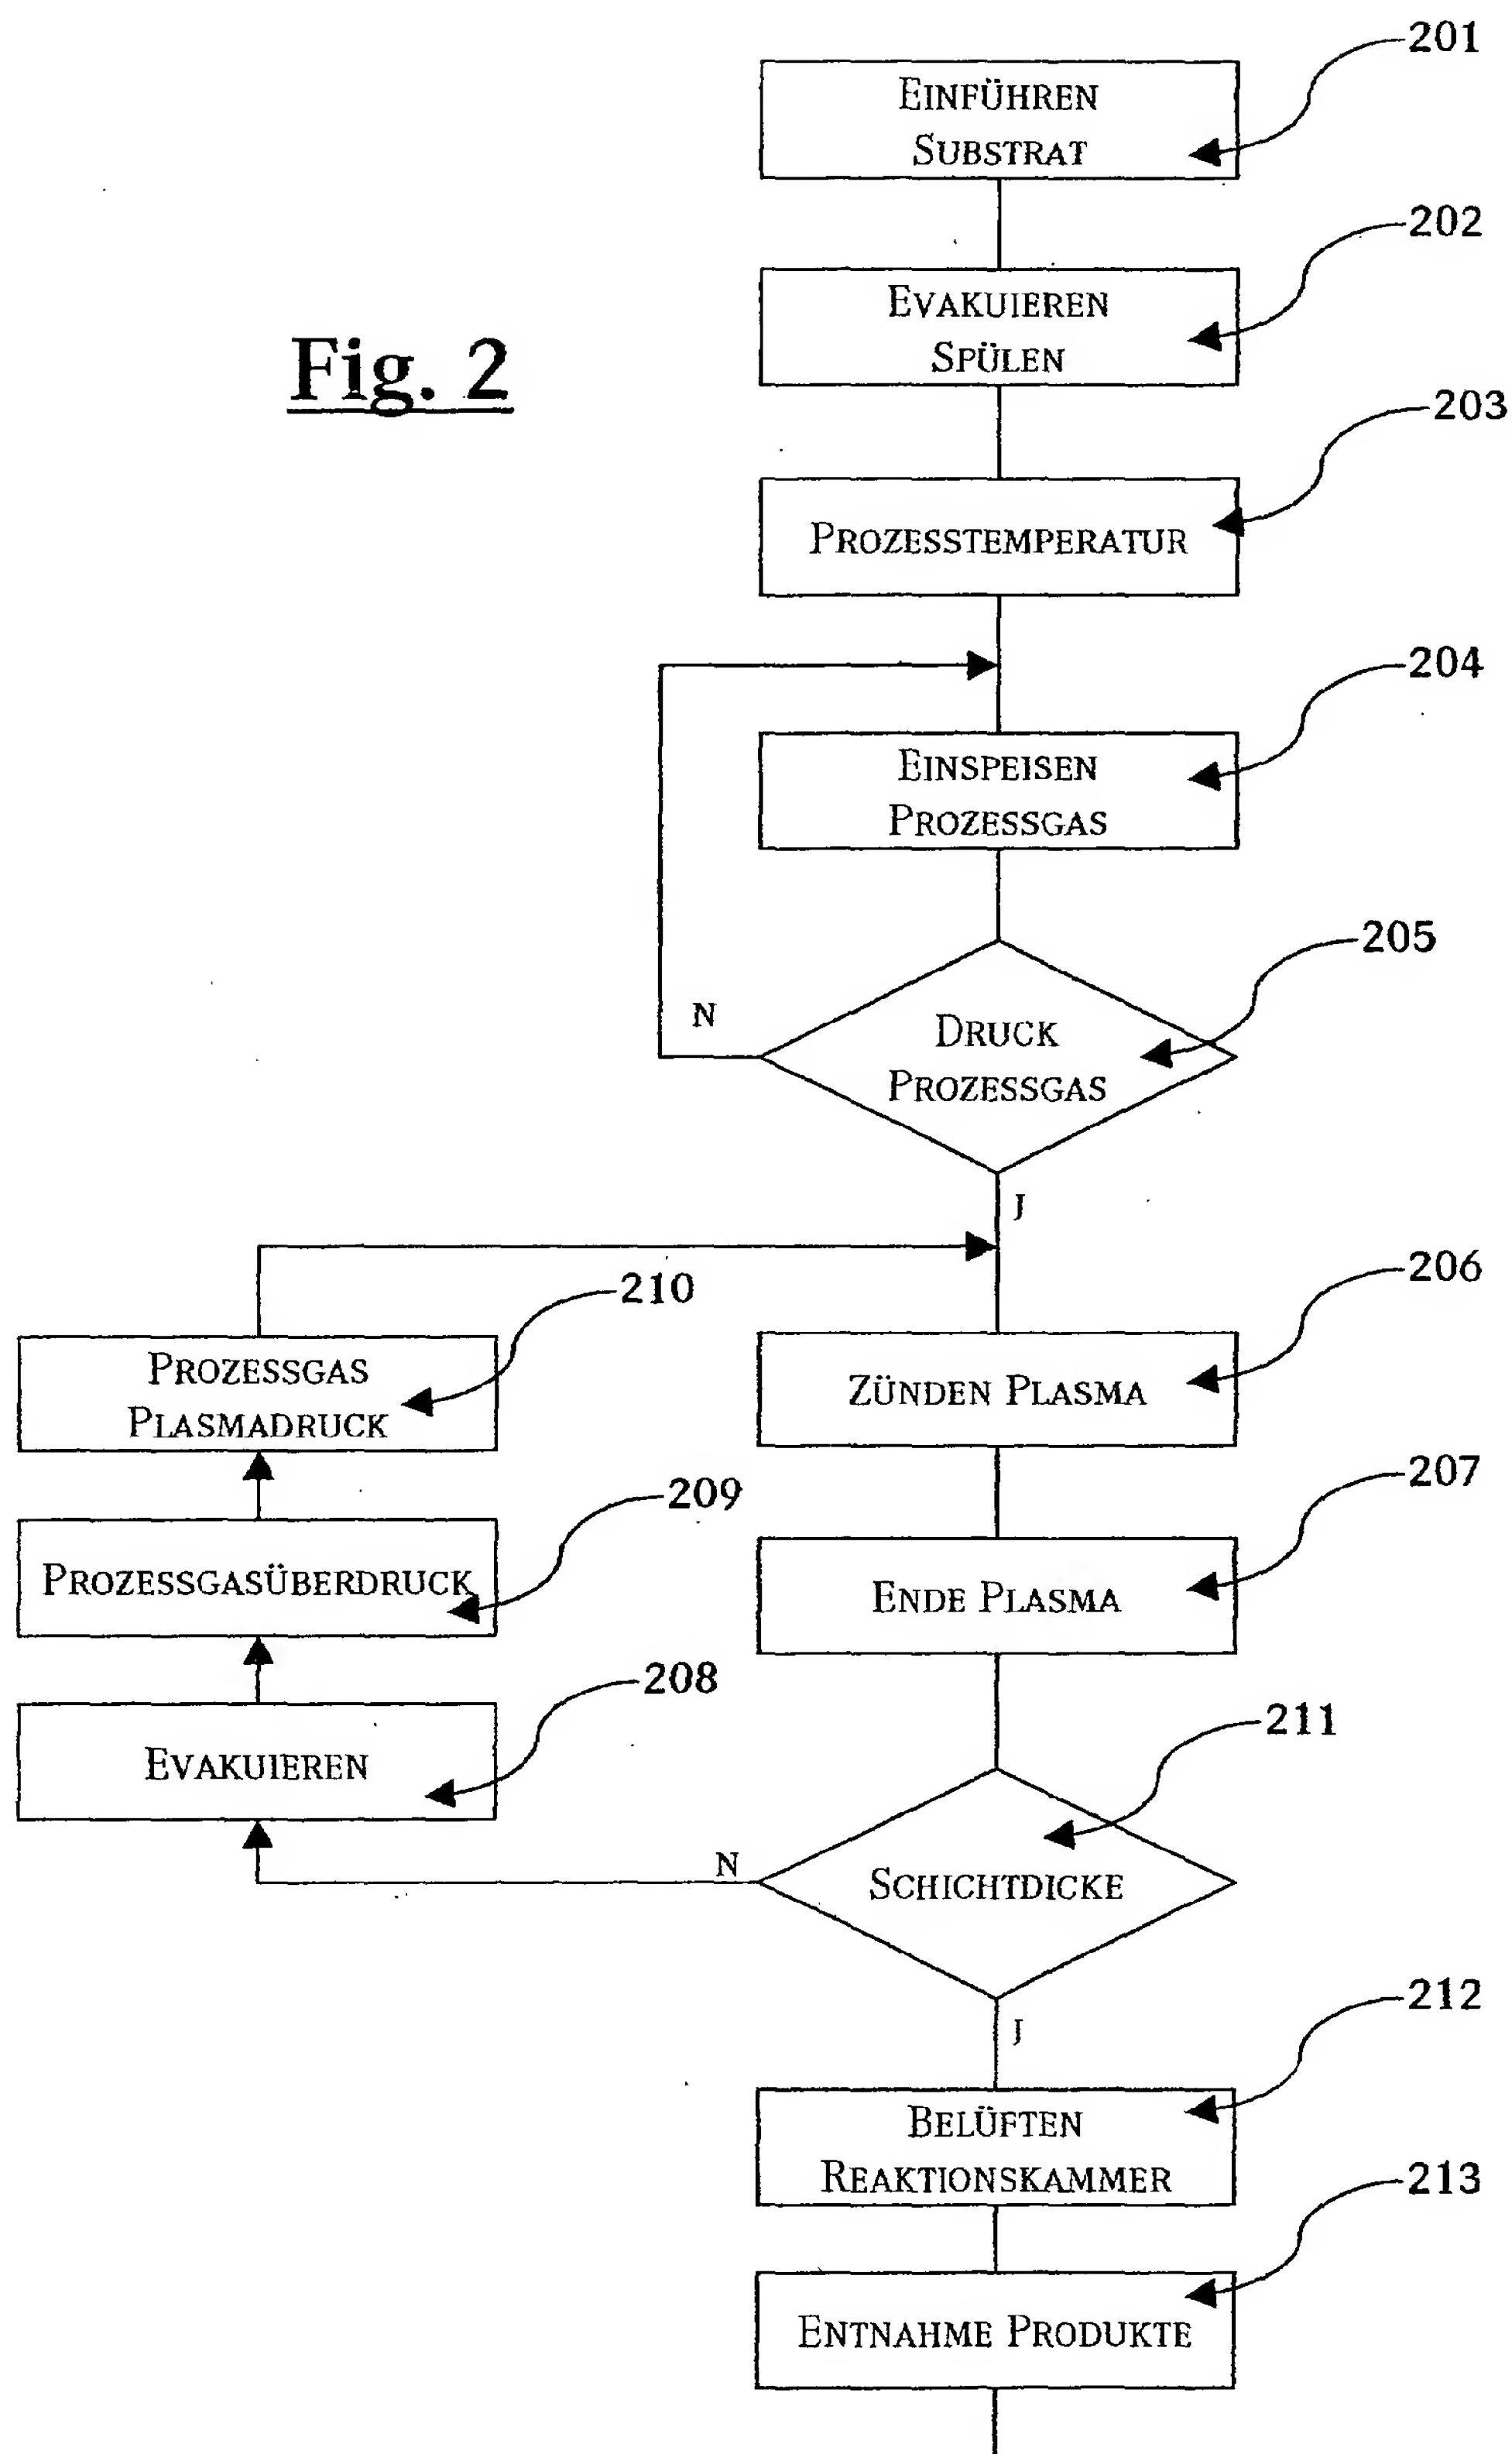 201
EINFÜHREN
SUBSTRAT
202
EVAKUIEREN
SPÜLEN
Fig. 2
203
PROZESSTEMPERATUR
204
EINSPEISEN
PROZESSGAS
205
N
DRUCK
PROZESSGAS
J
206
210
PROZESSGAS
PLASMADRUCK
ZÜNDEN PLASMA
207
209
PROZESSGASÜBERDRUCK
ENDE PLASMA
208
211
EVAKUIEREN
N
SCHICHTDICKE
212
J
BELÜFTEN
REAKTIONSKAMMER
213
ENTNAHME PRODUKTE